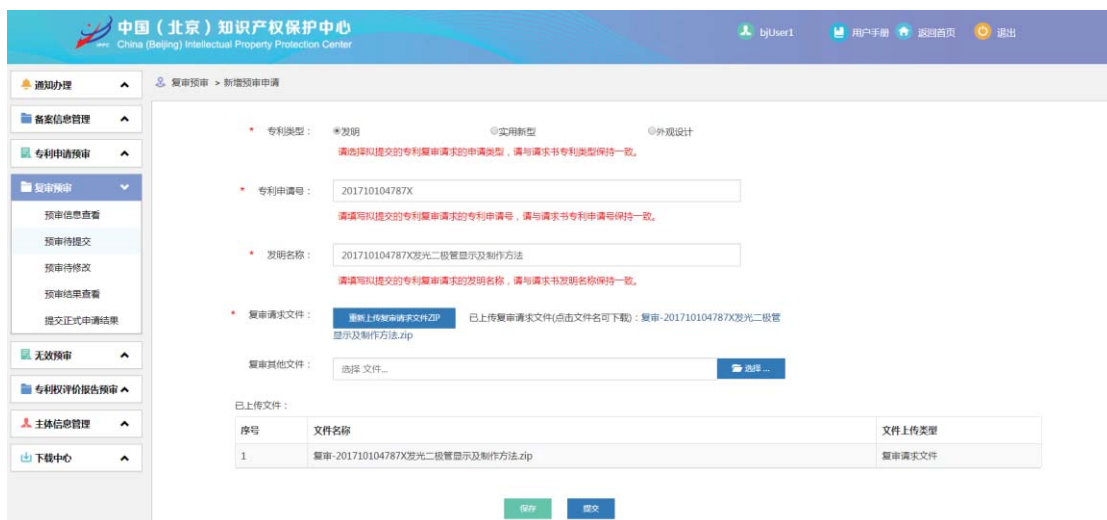 中国（北京）知识产权保护中心
China (Beijing) Intellectual Property Protection Center
bjUser1 用户手册 返回首页 退出
通知办理
备案信息管理
专利申请预审
复审预审
预审信息查看
预审待提交
预审待修改
预审结果查看
提交正式申请结果
无效预审
专利权评价报告预审
主体信息管理
下载中心
复审预审 > 新增预审申请
* 专利类型： 发明 实用新型 外观设计
请选择拟提交的专利复审请求的申请类型，请与请求书专利类型保持一致。
* 专利申请号： 201710104787X
请填写拟提交的专利复审请求的专利申请号，请与请求书专利申请号保持一致。
* 发明名称： 201710104787X发光二极管显示及制作方法
请填写拟提交的专利复审请求的发明名称，请与请求书发明名称保持一致。
* 复审请求文件： 重新上传复审请求文件ZIP 已上传复审请求文件(点击文件名可下载)：复审-201710104787X发光二极管
显示及制作方法.zip
复审其他文件： 选择 文件... 选择 ...
已上传文件：
序号 文件名称 文件上传类型
1 复审-201710104787X发光二极管显示及制作方法.zip 复审请求文件
保存 提交